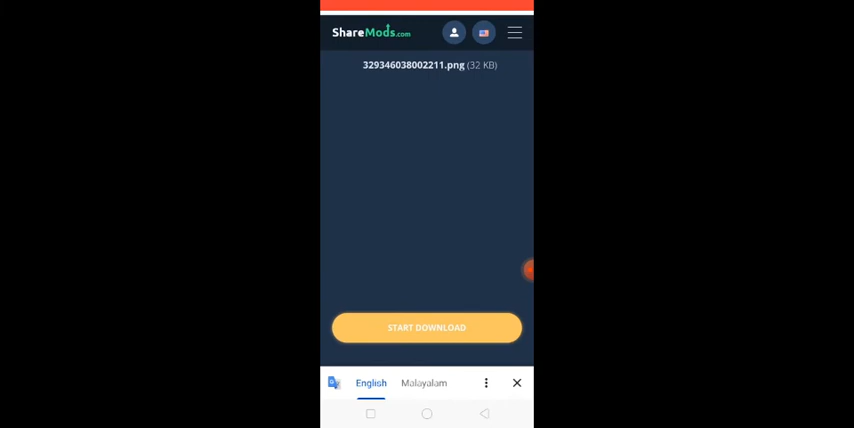 ShareMods.com
329346038002211.png (32 KB)
START DOWNLOAD
English Malayalam